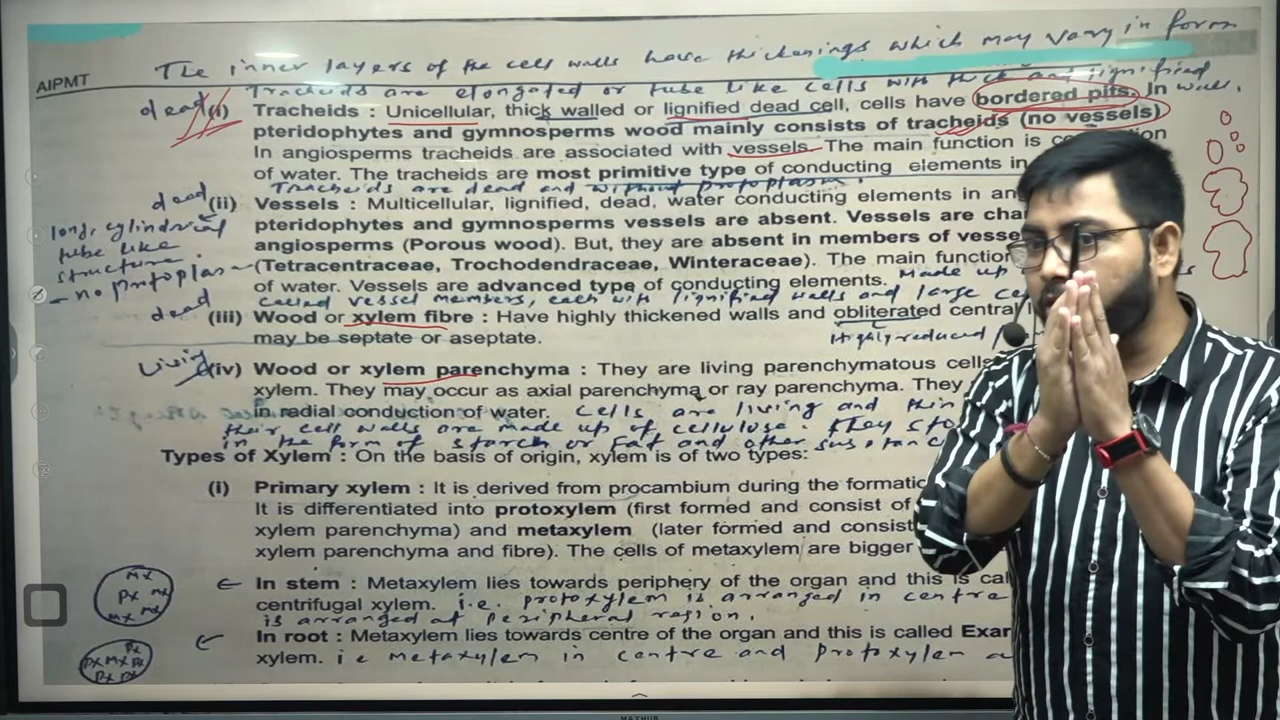 The inner layers of the cell walls have thickenings which may vary in form
AIPMT
Tracheids are elongated or tube like cells with thick and lignified walls.
dead (i) Tracheids : Unicellular, thick walled or lignified dead cell, cells have bordered pits. In
pteridophytes and gymnosperms wood mainly consists of tracheids (no vessels)
In angiosperms tracheids are associated with vessels. The main function is
of water. The tracheids are most primitive type of conducting elements in
Tracheids are dead and without protoplasm.
dead (ii) Vessels : Multicellular, lignified, dead, water conducting elements in
long, cylindrical
pteridophytes and gymnosperms vessels are absent. Vessels are
tube like
angiosperms (Porous wood). But, they are absent in members of
structure.
(Tetracentraceae, Trochodendraceae, Winteraceae). The main function
– no protoplasm
of water. Vessels are advanced type of conducting elements. Made up
called vessel members, each with lignified walls and large
dead (iii) Wood or xylem fibre : Have highly thickened walls and obliterated central
may be septate or aseptate. Highly reduced
Living (iv) Wood or xylem parenchyma : They are living parenchymatous cells
xylem. They may occur as axial parenchyma or ray parenchyma. They
in radial conduction of water. Cells are living and thin
their cell walls are made up of cellulose. They
in the form of starch or fat and other
Types of Xylem : On the basis of origin, xylem is of two types:
(i) Primary xylem : It is derived from procambium during the
It is differentiated into protoxylem (first formed and consist of
xylem parenchyma) and metaxylem (later formed and consist
xylem parenchyma and fibre). The cells of metaxylem are bigger
Mx
Px Mx
Mx Mx
← In stem : Metaxylem lies towards periphery of the organ and this is
centrifugal xylem. i.e. protoxylem is arranged in centre
is arranged at peripheral region.
Px
Px Mx Px
Px Px
← In root : Metaxylem lies towards centre of the organ and this is called
xylem. i.e metaxylem in centre and protoxylem
MAXHUB